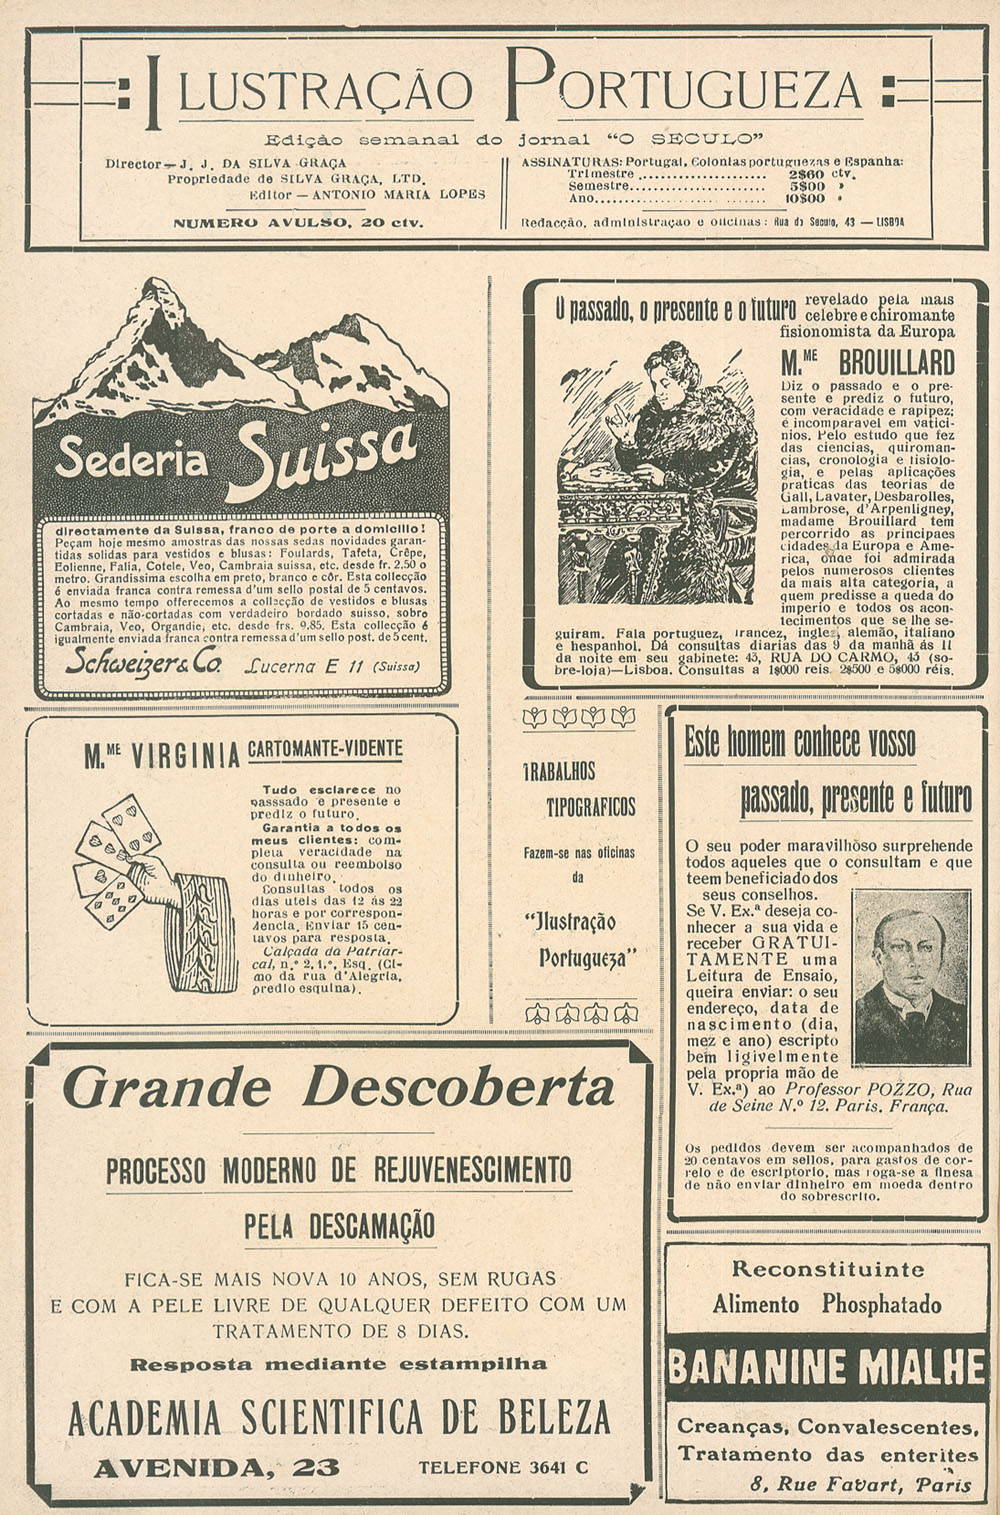 ILUSTRAÇÃO PORTUGUEZA
Edição semanal do jornal "O SECULO"
Director — J. J. DA SILVA GRAÇA
Propriedade de SILVA GRAÇA, LTD.
Editor — ANTONIO MARIA LOPES
NUMERO AVULSO, 20 ctv.
ASSINATURAS: Portugal, Colonias portuguezas e Espanha:
Trimestre ...................... 2$60 ctv.
Semestre...................... 5$00 »
Ano............................ 10$00 »
Redacção, administração e oficinas: Rua do Seculo, 43 — LISBOA
Sederia Suissa
directamente da Suissa, franco de porte a domicilio!
Peçam hoje mesmo amostras das nossas sedas novidades garan-
tidas solidas para vestidos e blusas: Foulards, Tafeta, Crêpe,
Eolienne, Falia, Cotele, Veo, Cambraia suissa, etc. desde fr. 2.50 o
metro. Grandissima escolha em preto, branco e côr. Esta collecção
é enviada franca contra remessa d'um sello postal de 5 centavos.
Ao mesmo tempo offerecemos a collecção de vestidos e blusas
cortadas e não-cortadas com verdadeiro bordado suisso, sobre
Cambraia, Veo, Organdie, etc. desde frs. 9.85. Esta collecção é
igualmente enviada franca contra remessa d'um sello post. de 5 cent.
Schweizer & Co. Lucerna E 11 (Suissa)
O passado, o presente e o futuro revelado pela mais
celebre e chiromante
fisionomista da Europa
M.ME BROUILLARD
Diz o passado e o pre-
sente e prediz o futuro,
com veracidade e rapipez:
é incomparavel em vatici-
nios. Pelo estudo que fez
das ciencias, quiroman-
cias, cronologia e fisiolo-
gia, e pelas aplicações
praticas das teorias de
Gall, Lavater, Desbarolles,
Lambrose, d'Arpenligney,
madame Brouillard tem
percorrido as principaes
cidades da Europa e Ame-
rica, onde foi admirada
pelos numerosos clientes
da mais alta categoria, a
quem predisse a queda do
imperio e todos os acon-
tecimentos que se lhe se-
guiram. Fala portuguez, francez, inglez, alemão, italiano
e hespanhol. Dá consultas diarias das 9 da manhã ás 11
da noite em seu gabinete: 43, RUA DO CARMO, 43 (so-
bre-loja)—Lisboa. Consultas a 1$000 reis, 2$500 e 5$000 réis.
M.ME VIRGINIA CARTOMANTE-VIDENTE
Tudo esclarece no
passsado e presente e
prediz o futuro.
Garantia a todos os
meus clientes: com-
pleta veracidade na
consulta ou reembolso
do dinheiro.
Consultas todos os
dias uteis das 12 ás 22
horas e por correspon-
dencia. Enviar 15 cen-
tavos para resposta.
Calçada da Patriar-
cal, n.º 2, 1.º, Esq. (Ci-
mo da rua d'Alegria,
predio esquina).
TRABALHOS
TIPOGRAFICOS
Fazem-se nas oficinas
da
"Ilustração
Portugueza"
Este homem conhece vosso
passado, presente e futuro
O seu poder maravilhoso surprehende
todos aqueles que o consultam e que
teem beneficiado dos
seus conselhos.
Se V. Ex.ª deseja co-
nhecer a sua vida e
receber GRATUI-
TAMENTE uma
Leitura de Ensaio,
queira enviar: o seu
endereço, data de
nascimento (dia,
mez e ano) escripto
bem ligivelmente
pela propria mão de
V. Ex.ª) ao Professor POZZO, Rua
de Seine N.º 12. Paris. França.
Os pedidos devem ser acompanhados de
20 centavos em sellos, para gastos de cor-
reio e de escriptorio, mas roga-se a finesa
de não enviar dinheiro em moeda dentro
do sobrescrito.
Grande Descoberta
PROCESSO MODERNO DE REJUVENESCIMENTO
PELA DESCAMAÇÃO
FICA-SE MAIS NOVA 10 ANOS, SEM RUGAS
E COM A PELE LIVRE DE QUALQUER DEFEITO COM UM
TRATAMENTO DE 8 DIAS.
Resposta mediante estampilha
ACADEMIA SCIENTIFICA DE BELEZA
AVENIDA, 23 TELEFONE 3641 C
Reconstituinte
Alimento Phosphatado
BANANINE MIALHE
Creanças, Convalescentes,
Tratamento das enterites
8, Rue Favart, Paris